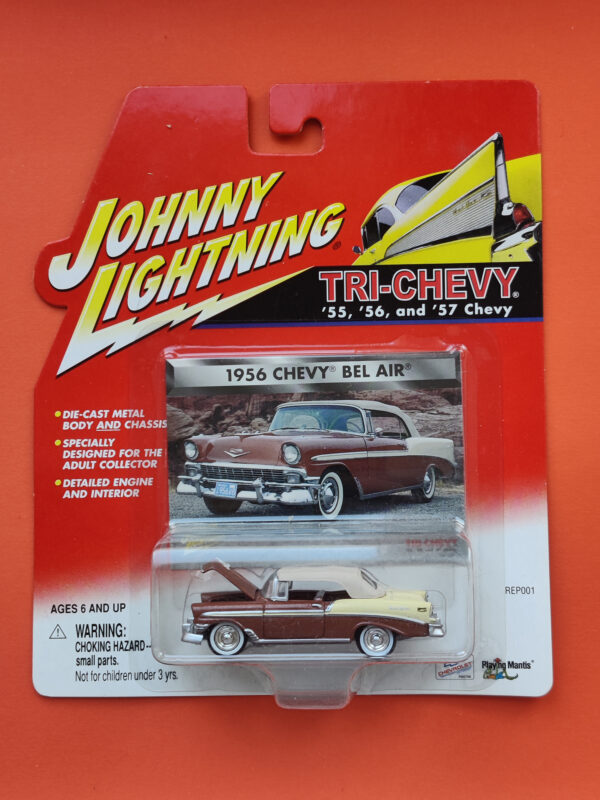 JOHNNY
LIGHTNING®
TRI-CHEVY®
'55, '56, and '57 Chevy
1956 CHEVY® BEL AIR®
•DIE-CAST METAL
BODY AND CHASSIS
•SPECIALLY
DESIGNED FOR THE
ADULT COLLECTOR
•DETAILED ENGINE
AND INTERIOR
REP001
AGES 6 AND UP
WARNING:
CHOKING HAZARD--
small parts.
Not for children under 3 yrs.
CHEVROLET
Playing Mantis®